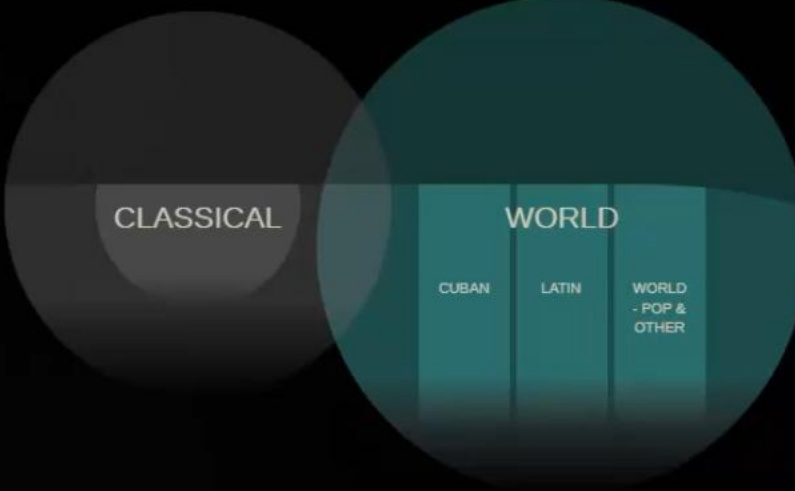 CLASSICAL
WORLD
CUBAN
LATIN
WORLD
- POP &
OTHER